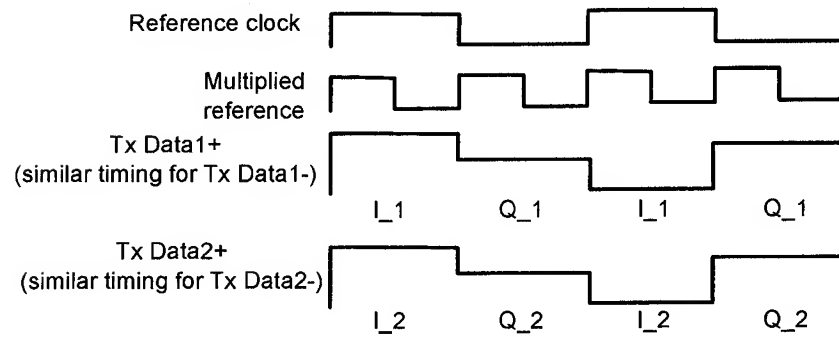 Reference clock
Multiplied
reference
Tx Data1+
(similar timing for Tx Data1-)
I_1 Q_1 I_1 Q_1
Tx Data2+
(similar timing for Tx Data2-)
I_2 Q_2 I_2 Q_2